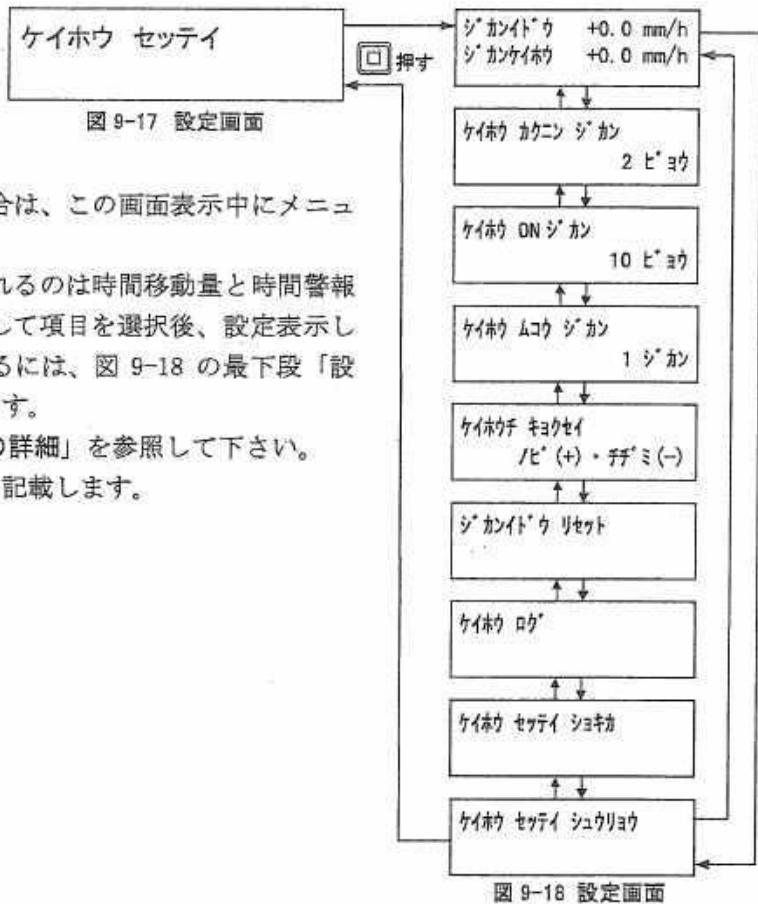 ケイホウ セッテイ
回 押す
図 9-17 設定画面
合は、この画面表示中にメニュ
れるのは時間移動量と時間警報
して項目を選択後、設定表示し
るには、図 9-18 の最下段「設
す。
の詳細」を参照して下さい。
記載します。
ジカンイドウ +0.0 mm/h
ジカンケイホウ +0.0 mm/h
ケイホウ カクニン ジカン
2 ビョウ
ケイホウ ON ジカン
10 ビョウ
ケイホウ ムコウ ジカン
1 ジカン
ケイホウチ キョクセイ
ノビ(+)・チヂミ(-)
ジカンイドウ リセット
ケイホウ ログ
ケイホウ セッテイ ショキカ
ケイホウ セッテイ シュウリョウ
図 9-18 設定画面